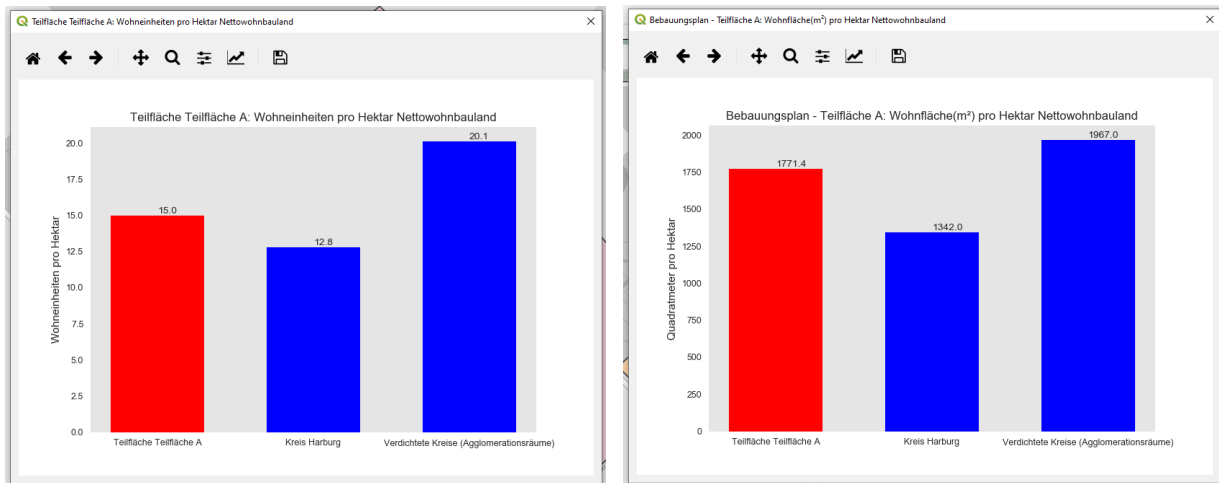 Teilfläche Teilfläche A: Wohneinheiten pro Hektar Nettowohnbauland
Teilfläche Teilfläche A: Wohneinheiten pro Hektar Nettowohnbauland
Wohneinheiten pro Hektar
20.0
17.5
15.0
12.5
10.0
7.5
5.0
2.5
0.0
15.0
12.8
20.1
Teilfläche Teilfläche A
Kreis Harburg
Verdichtete Kreise (Agglomerationsräume)
Bebauungsplan - Teilfläche A: Wohnfläche(m²) pro Hektar Nettowohnbauland
Bebauungsplan - Teilfläche A: Wohnfläche(m²) pro Hektar Nettowohnbauland
Quadratmeter pro Hektar
2000
1750
1500
1250
1000
750
500
250
0
1771.4
1342.0
1967.0
Teilfläche Teilfläche A
Kreis Harburg
Verdichtete Kreise (Agglomerationsräume)